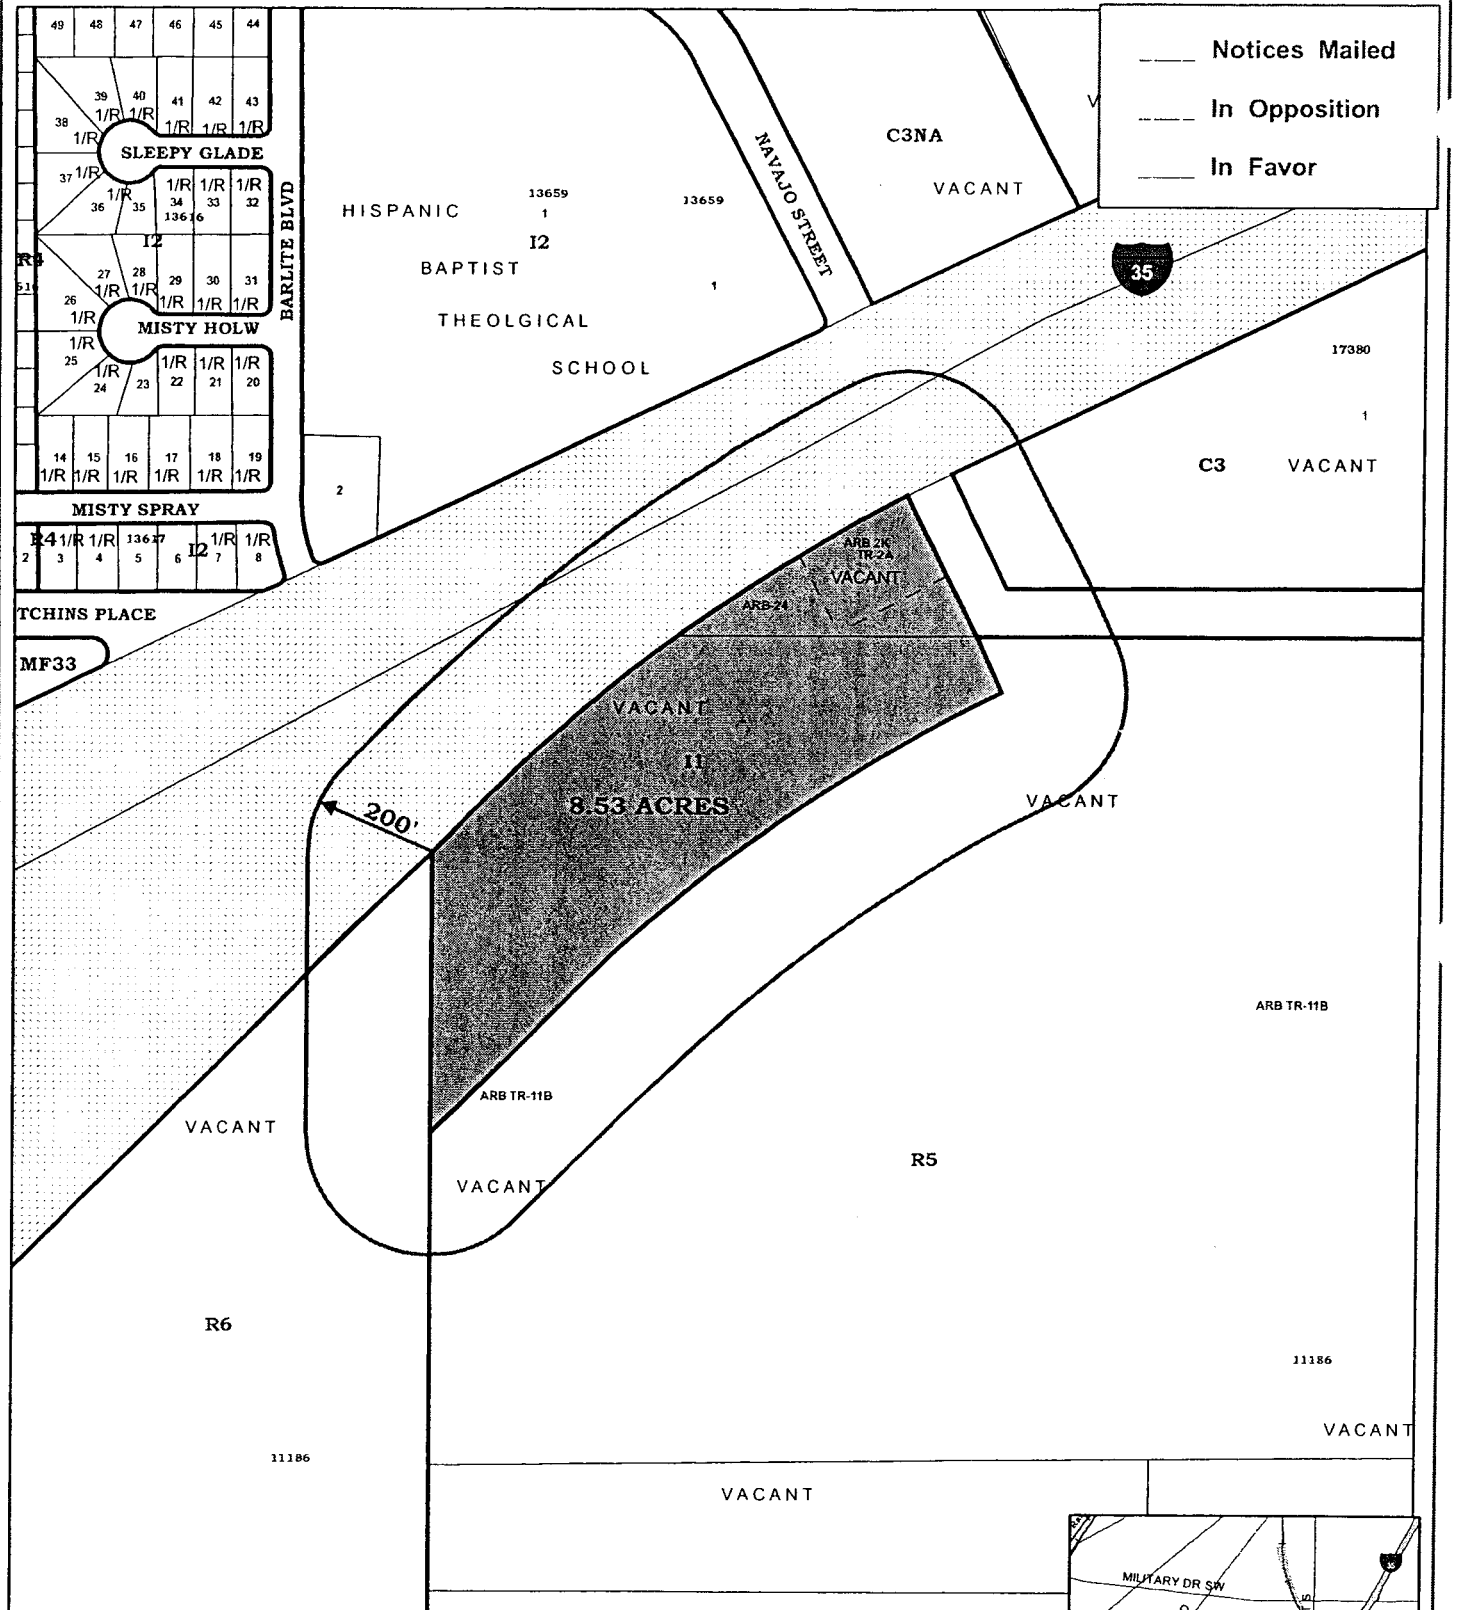 Notices Mailed
In Opposition
In Favor
49 48 47 46 45 44
39 40 41 42 43
38
1/R 1/R 1/R 1/R 1/R 1/R
SLEEPY GLADE
37 1/R
1/R 1/R 1/R 1/R
36 35 34 33 32
13616
I2
R4
27 28 29 30 31
26
1/R 1/R 1/R 1/R 1/R 1/R
MISTY HOLW
1/R
25
1/R 1/R 1/R 1/R
24 23 22 21 20
14 15 16 17 18 19
1/R 1/R 1/R 1/R 1/R 1/R
MISTY SPRAY
R4 1/R 1/R 13617 I2 1/R 1/R
2 3 4 5 6 7 8
TCHINS PLACE
MF33
BARLITE BLVD
HISPANIC
BAPTIST
THEOLGICAL
SCHOOL
13659
1
I2
13659
1
2
NAVAJO STREET
C3NA
VACANT
V
35
17380
1
C3 VACANT
ARB 2K
TR-2A
VACANT
ARB-24
VACANT
I1
8.53 ACRES
200'
VACANT
ARB TR-11B
ARB TR-11B
VACANT
VACANT
R5
R6
11186
VACANT
11186
VACANT
MILITARY DR SW
35